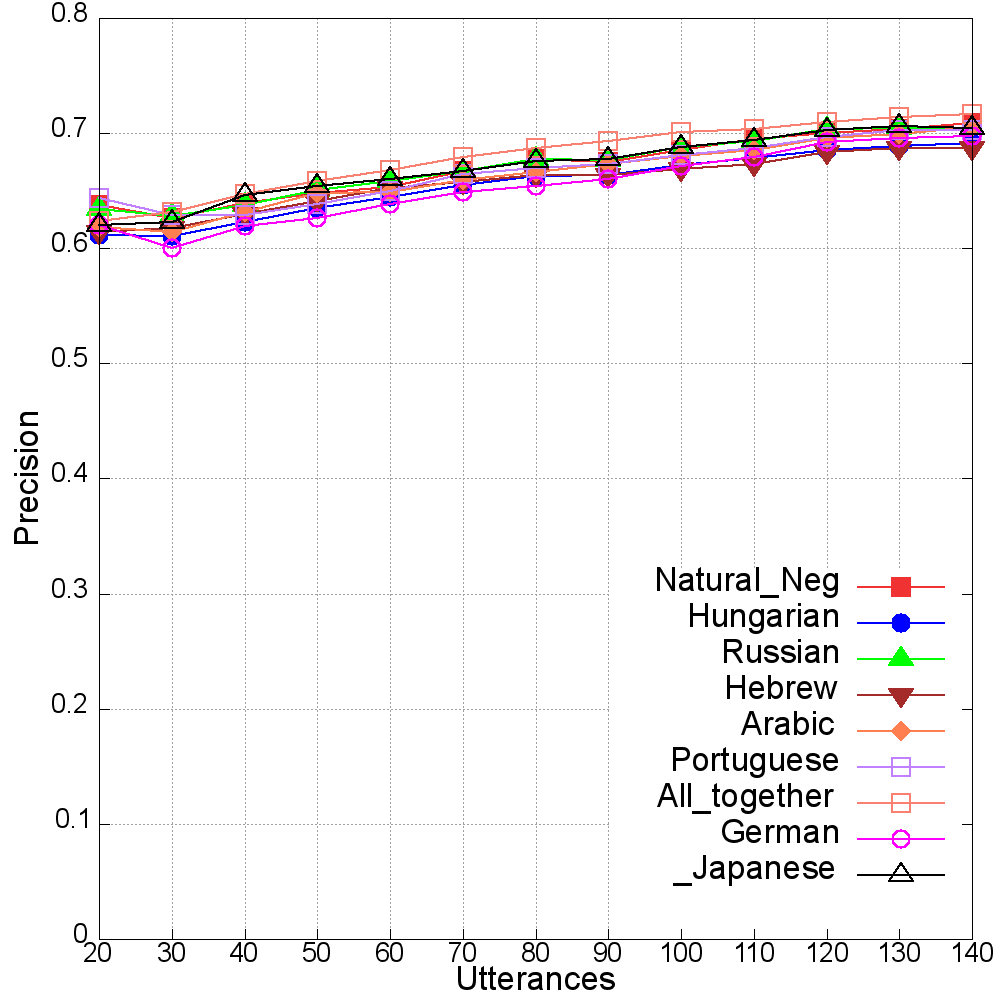 0.8
0.7
0.6
0.5
0.4
0.3
0.2
0.1
0
Precision
Natural_Neg
Hungarian
Russian
Hebrew
Arabic
Portuguese
All_together
German
_Japanese
20 30 40 50 60 70 80 90 100 110 120 130 140
Utterances